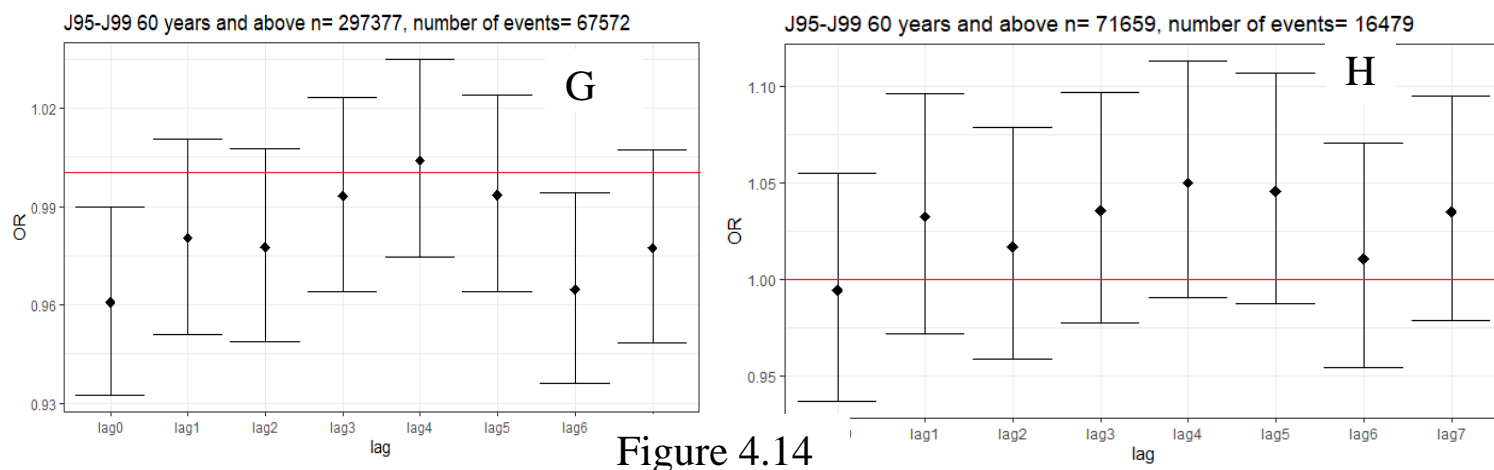 J95-J99 60 years and above n= 297377, number of events= 67572
G
OR
1.02
0.99
0.96
0.93
lag0 lag1 lag2 lag3 lag4 lag5 lag6
lag
J95-J99 60 years and above n= 71659, number of events= 16479
H
OR
1.10
1.05
1.00
0.95
lag1 lag2 lag3 lag4 lag5 lag6 lag7
lag
Figure 4.14